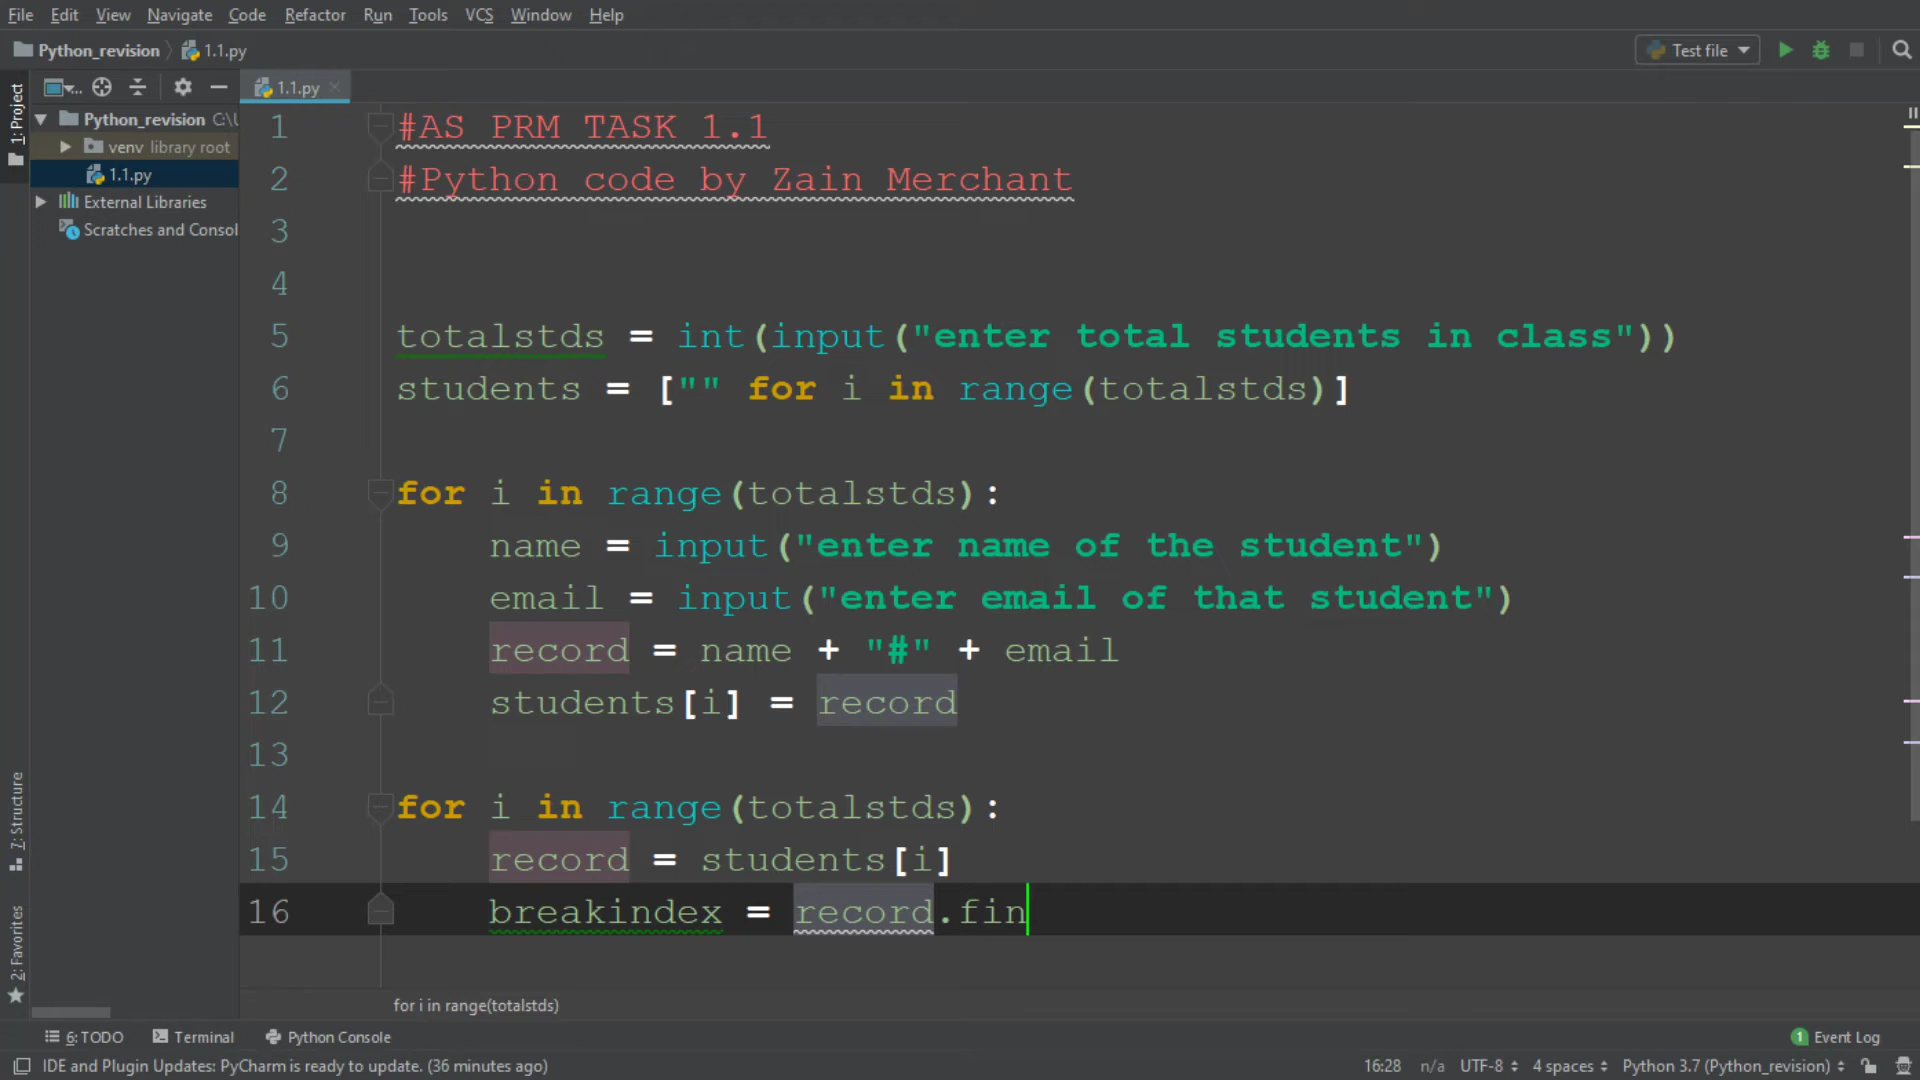 File Edit View Navigate Code Refactor Run Tools VCS Window Help
Python_revision 1.1.py Test file
1: Project
1.1.py
Python_revision C:\U
venv library root
1.1.py
External Libraries
Scratches and Consol
1 #AS PRM TASK 1.1
2 #Python code by Zain Merchant
3
4
5 totalstds = int(input("enter total students in class"))
6 students = ["" for i in range(totalstds)]
7
8 for i in range(totalstds):
9 name = input("enter name of the student")
10 email = input("enter email of that student")
11 record = name + "#" + email
12 students[i] = record
13
14 for i in range(totalstds):
15 record = students[i]
16 breakindex = record.fin
7: Structure
2: Favorites
for i in range(totalstds)
6: TODO Terminal Python Console 1 Event Log
IDE and Plugin Updates: PyCharm is ready to update. (36 minutes ago) 16:28 n/a UTF-8 4 spaces Python 3.7 (Python_revision)